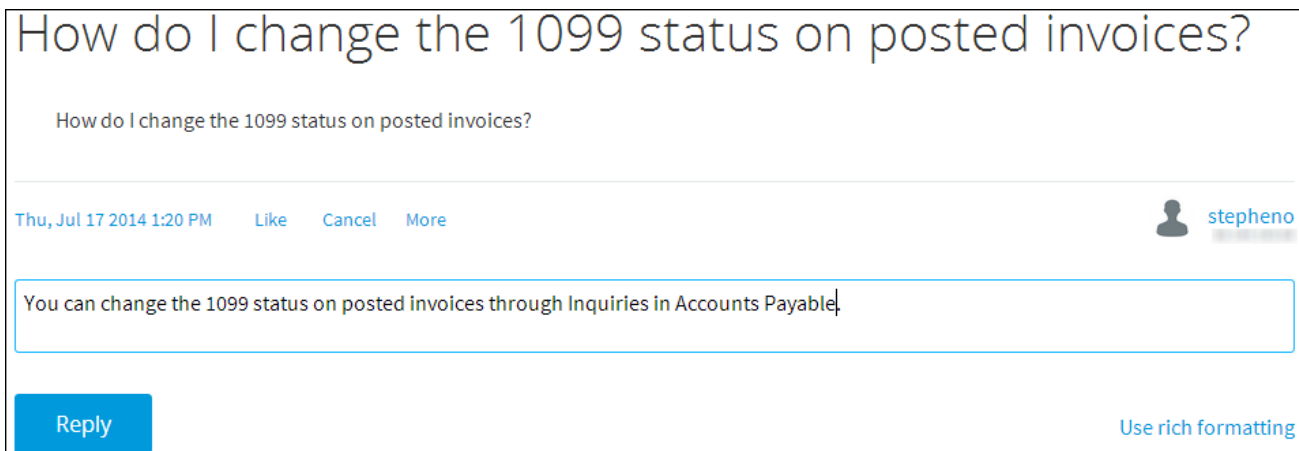 How do I change the 1099 status on posted invoices?
How do I change the 1099 status on posted invoices?
Thu, Jul 17 2014 1:20 PM Like Cancel More stepheno
You can change the 1099 status on posted invoices through Inquiries in Accounts Payable.
Reply Use rich formatting